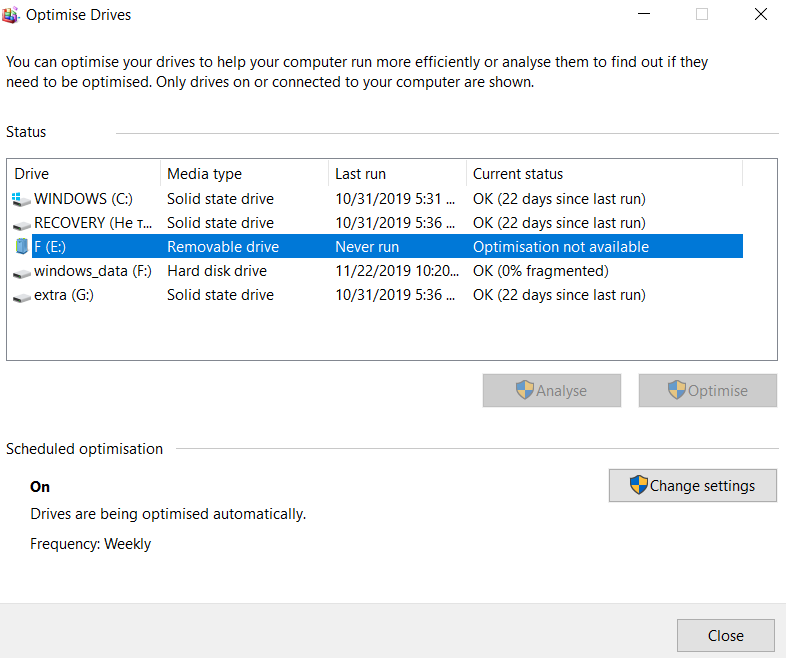 Optimise Drives
You can optimise your drives to help your computer run more efficiently or analyse them to find out if they
need to be optimised. Only drives on or connected to your computer are shown.
Status
Drive Media type Last run Current status
WINDOWS (C:) Solid state drive 10/31/2019 5:31 ... OK (22 days since last run)
RECOVERY (Не т... Solid state drive 10/31/2019 5:36 ... OK (22 days since last run)
F (E:) Removable drive Never run Optimisation not available
windows_data (F:) Hard disk drive 11/22/2019 10:20... OK (0% fragmented)
extra (G:) Solid state drive 10/31/2019 5:36 ... OK (22 days since last run)
Analyse Optimise
Scheduled optimisation
On
Change settings
Drives are being optimised automatically.
Frequency: Weekly
Close